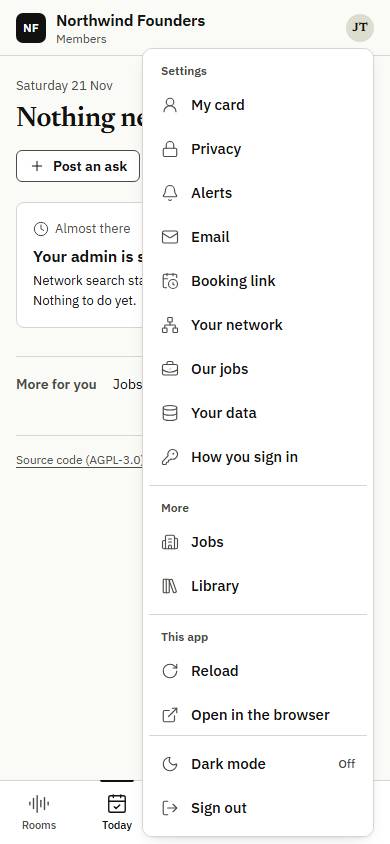 NF
Northwind Founders
Members
JT
Saturday 21 Nov
Nothing ne
Post an ask
Almost there
Your admin is s
Network search sta
Nothing to do yet.
More for you
Jobs
Source code (AGPL-3.0)
Settings
My card
Privacy
Alerts
Email
Booking link
Your network
Our jobs
Your data
How you sign in
More
Jobs
Library
This app
Reload
Open in the browser
Dark mode
Off
Sign out
Rooms
Today